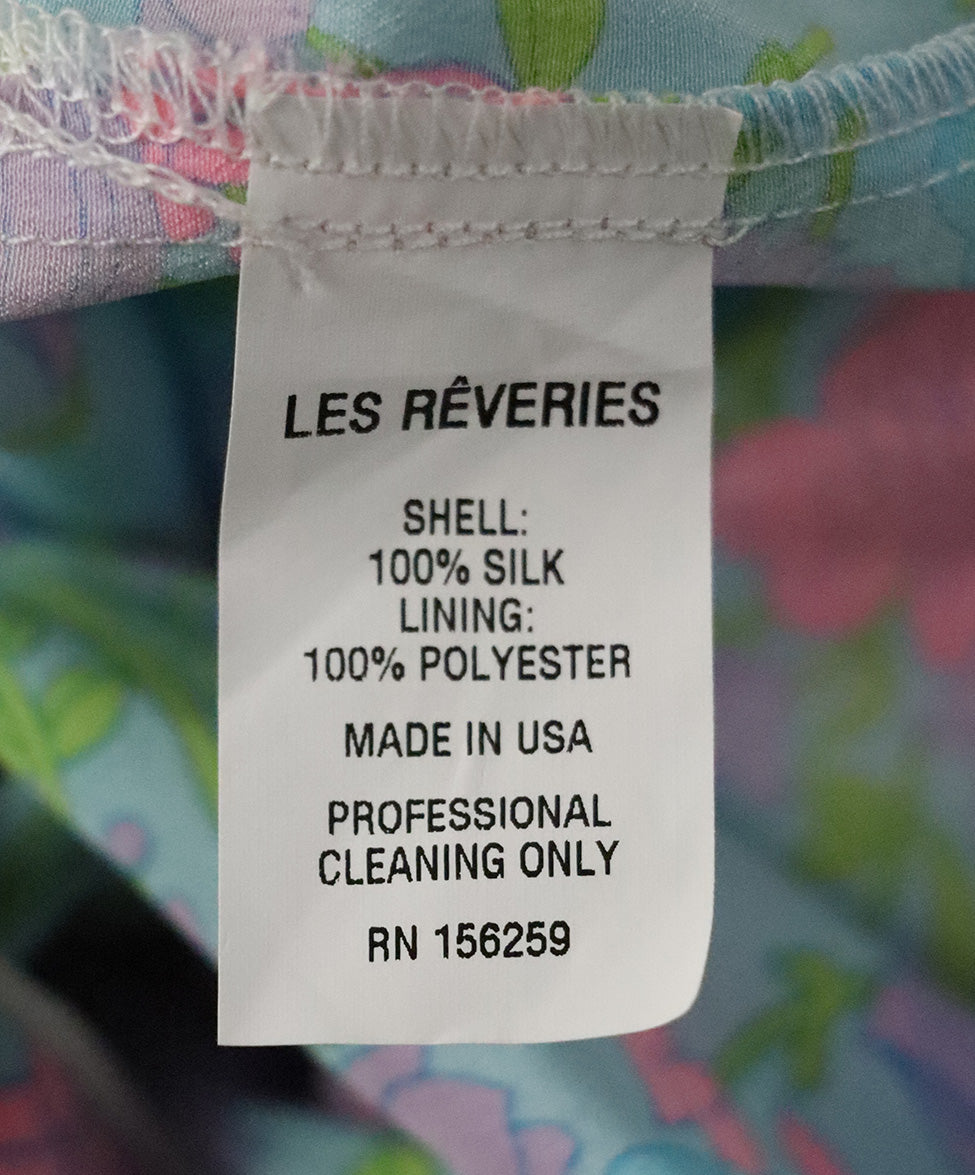 LES RÊVERIES
SHELL:
100% SILK
LINING:
100% POLYESTER
MADE IN USA
PROFESSIONAL
CLEANING ONLY
RN 156259